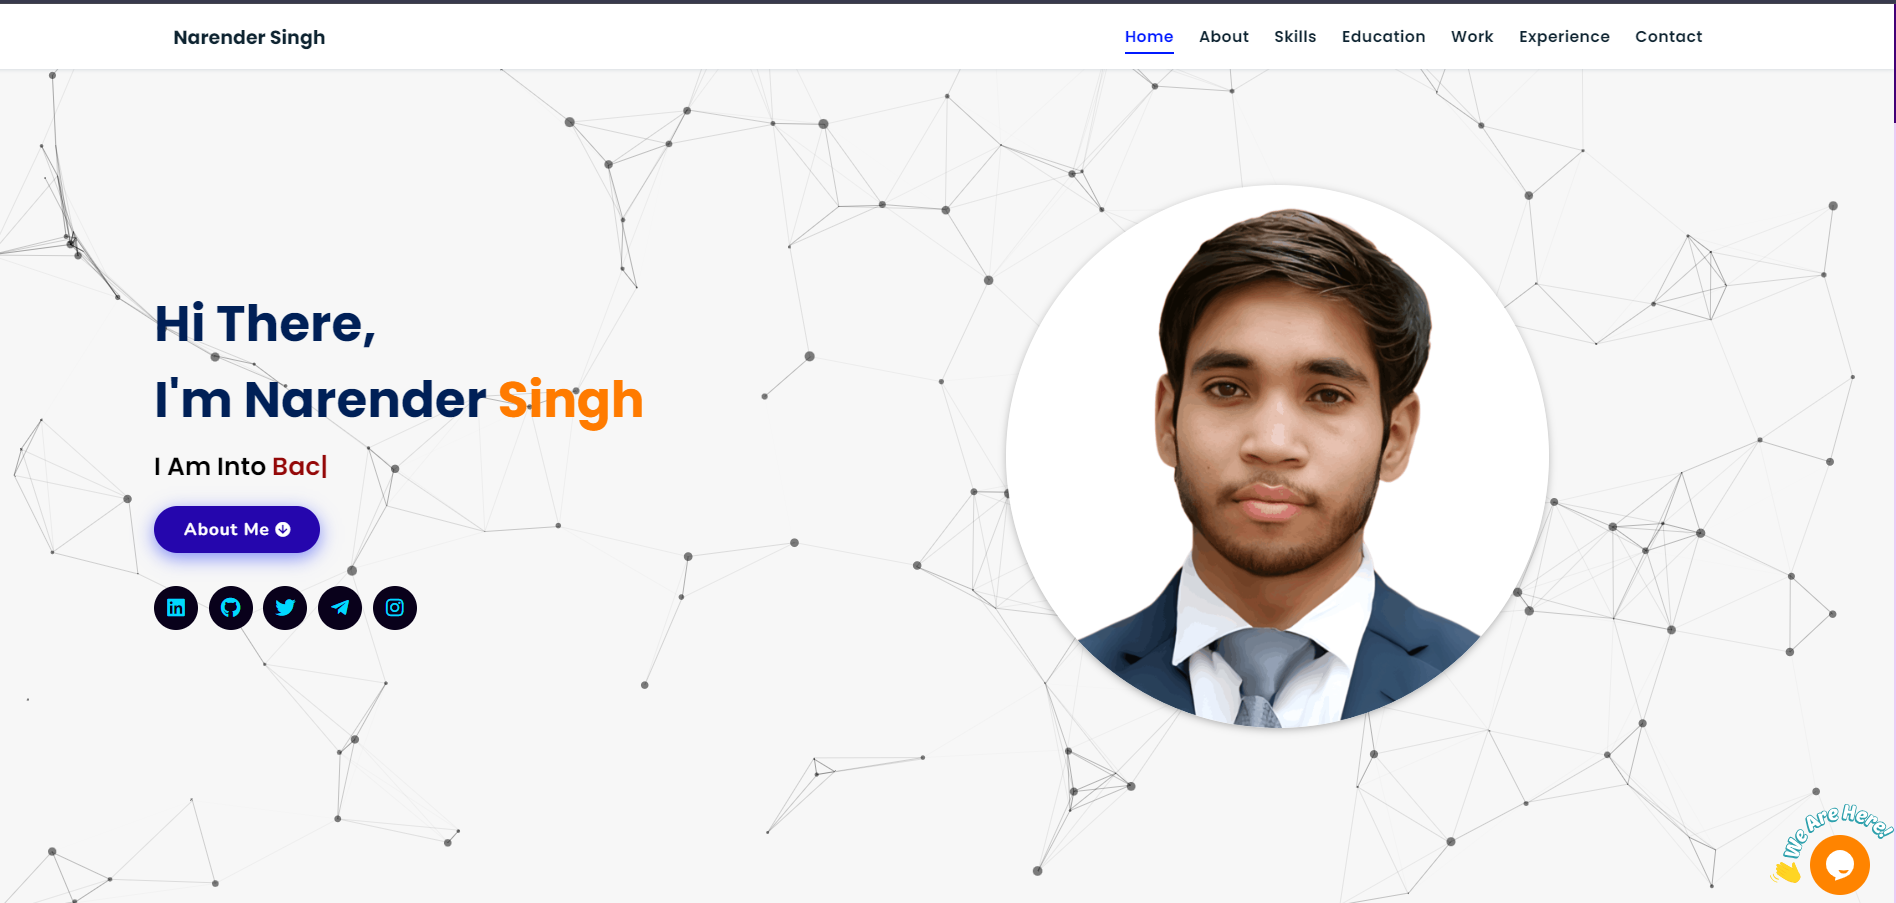 Narender Singh
Home About Skills Education Work Experience Contact
Hi There,
I'm Narender Singh
I Am Into Bac|
About Me
in
We Are Here!